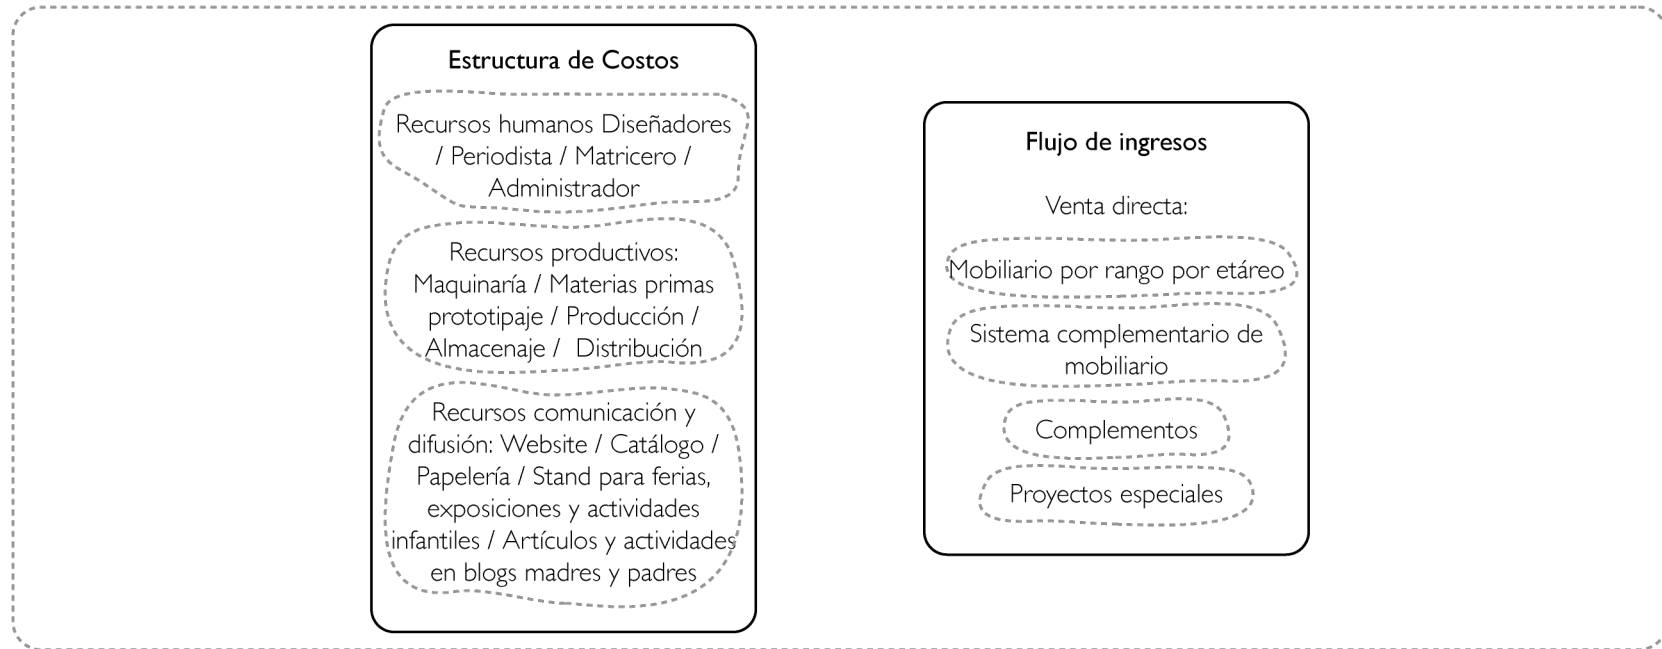 Estructura de Costos
Recursos humanos Diseñadores
/ Periodista / Matricero /
Administrador
Recursos productivos:
Maquinaría / Materias primas
prototipaje / Producción /
Almacenaje /  Distribución
Recursos comunicación y
difusión: Website / Catálogo /
Papelería / Stand para ferias,
exposiciones y actividades
infantiles / Artículos y actividades
en blogs madres y padres
Flujo de ingresos
Venta directa:
Mobiliario por rango por etáreo
Sistema complementario de
mobiliario
Complementos
Proyectos especiales